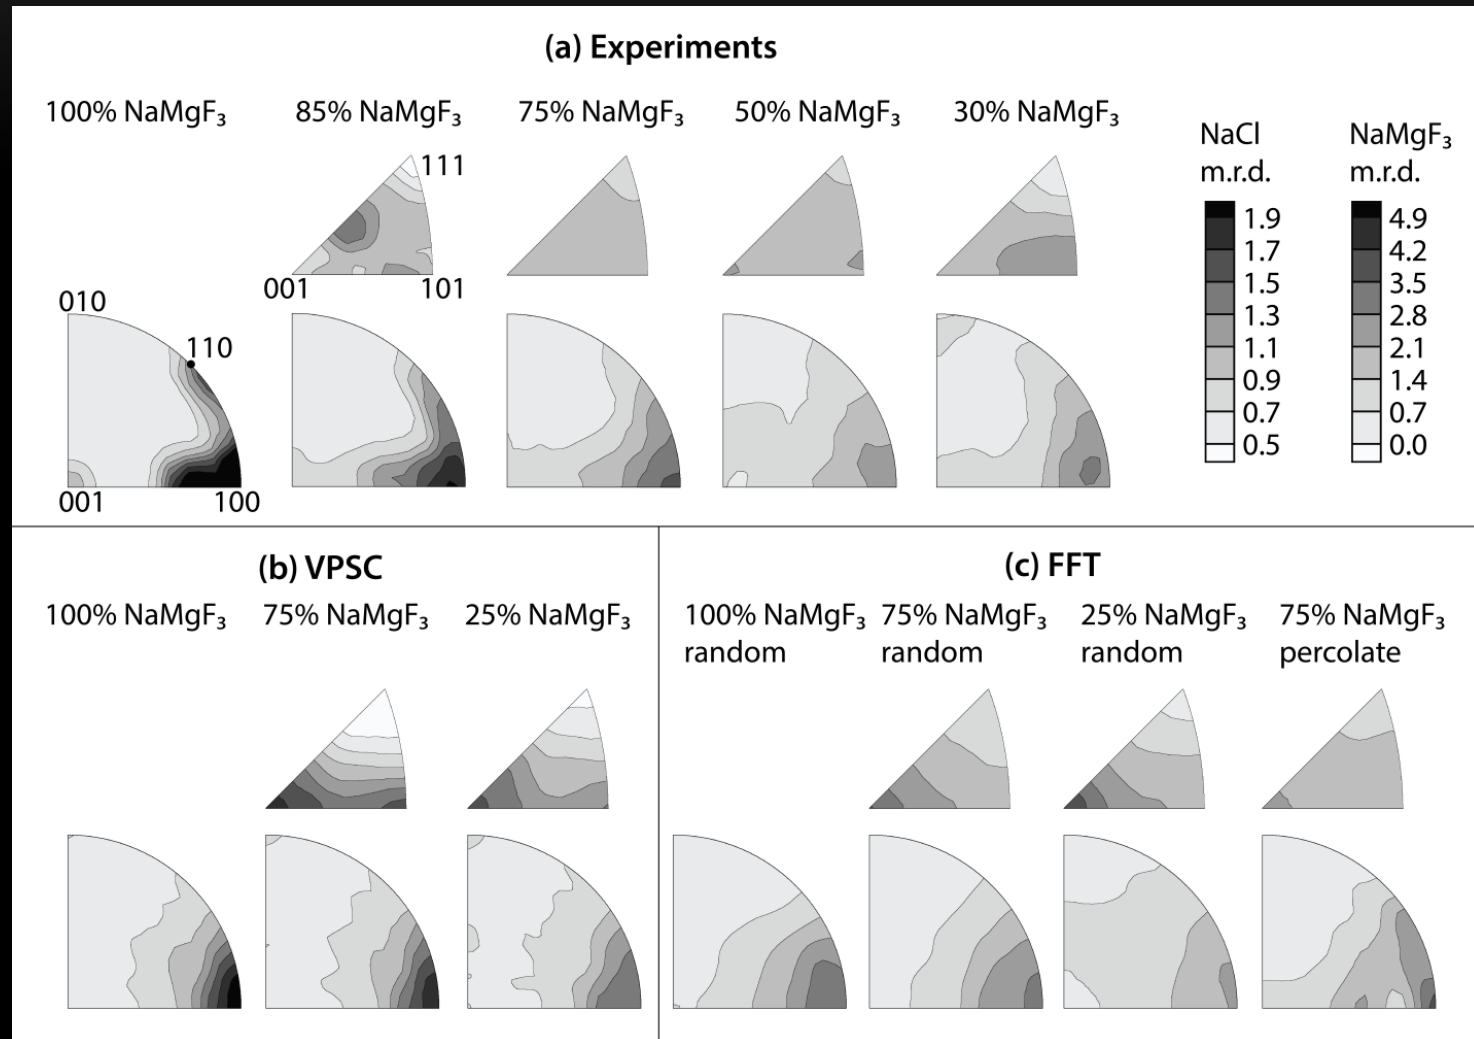 (a) Experiments
100% NaMgF₃ 85% NaMgF₃ 75% NaMgF₃ 50% NaMgF₃ 30% NaMgF₃
NaCl NaMgF₃
m.r.d. m.r.d.
111
001 101
010
110
001 100
1.9 4.9
1.7 4.2
1.5 3.5
1.3 2.8
1.1 2.1
0.9 1.4
0.7 0.7
0.5 0.0
(b) VPSC
100% NaMgF₃ 75% NaMgF₃ 25% NaMgF₃
(c) FFT
100% NaMgF₃ 75% NaMgF₃ 25% NaMgF₃ 75% NaMgF₃
random random random percolate